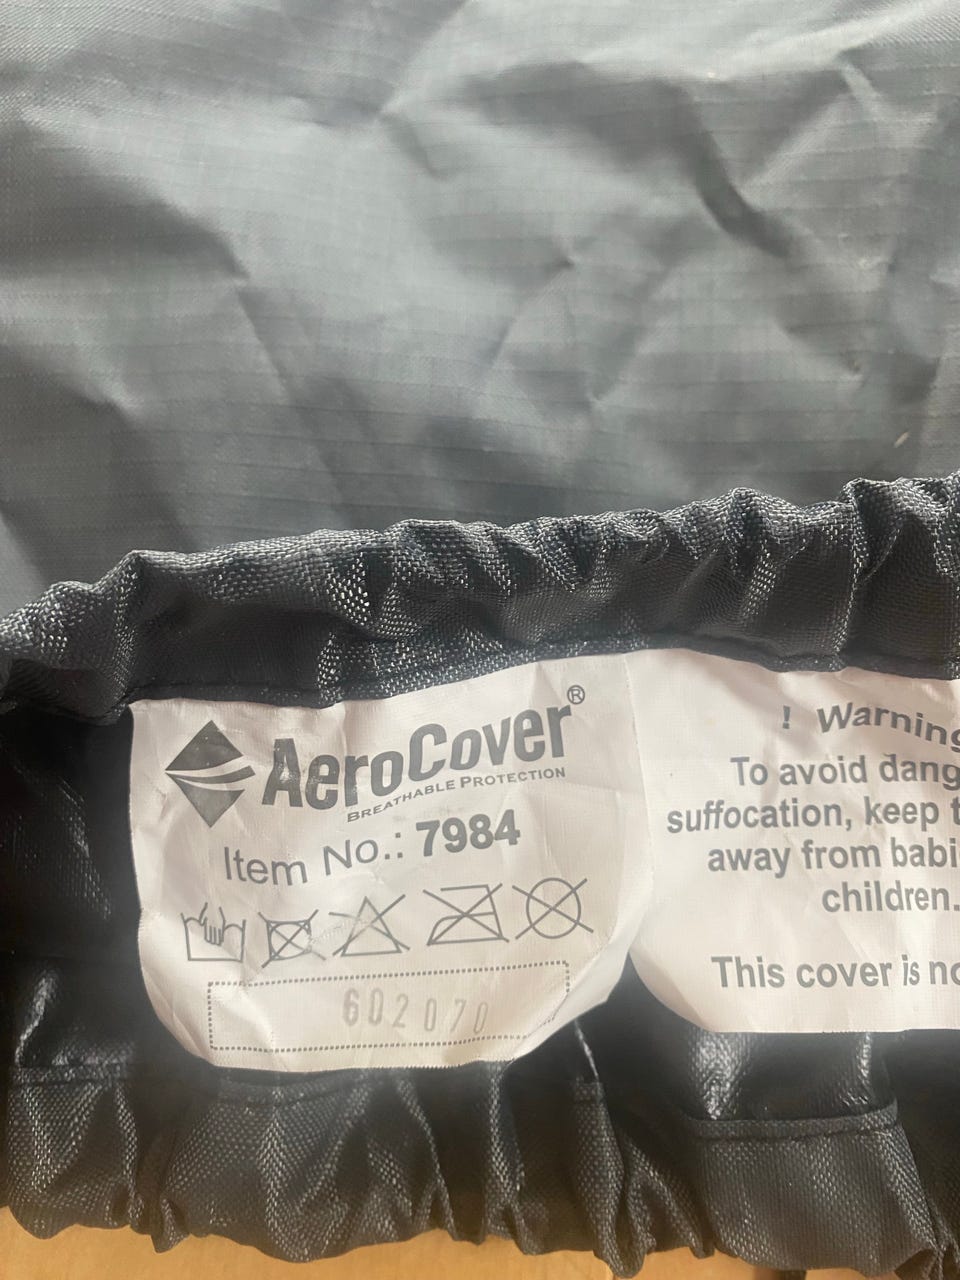 AeroCover®
BREATHABLE PROTECTION
Item No.: 7984
602070
! Warning
To avoid dang
suffocation, keep t
away from babi
children.
This cover is no